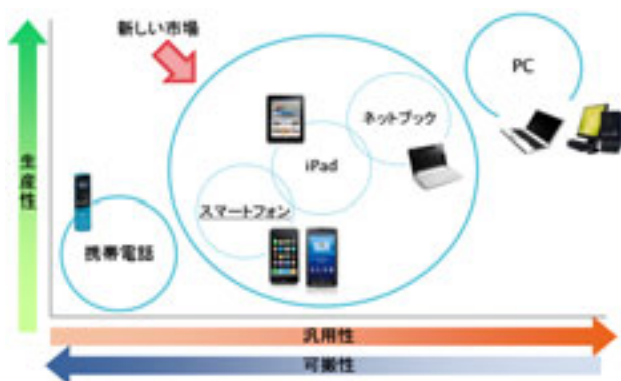 新しい市場
PC
ネットブック
iPad
スマートフォン
携帯電話
生産性
汎用性
可搬性